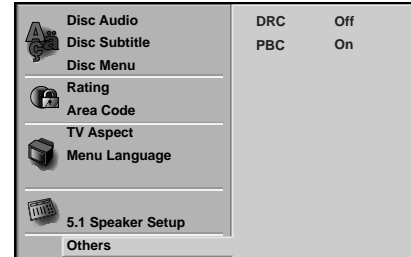 Disc Audio
Disc Subtitle
Disc Menu
Rating
Area Code
TV Aspect
Menu Language
5.1 Speaker Setup
Others
DRC Off
PBC On